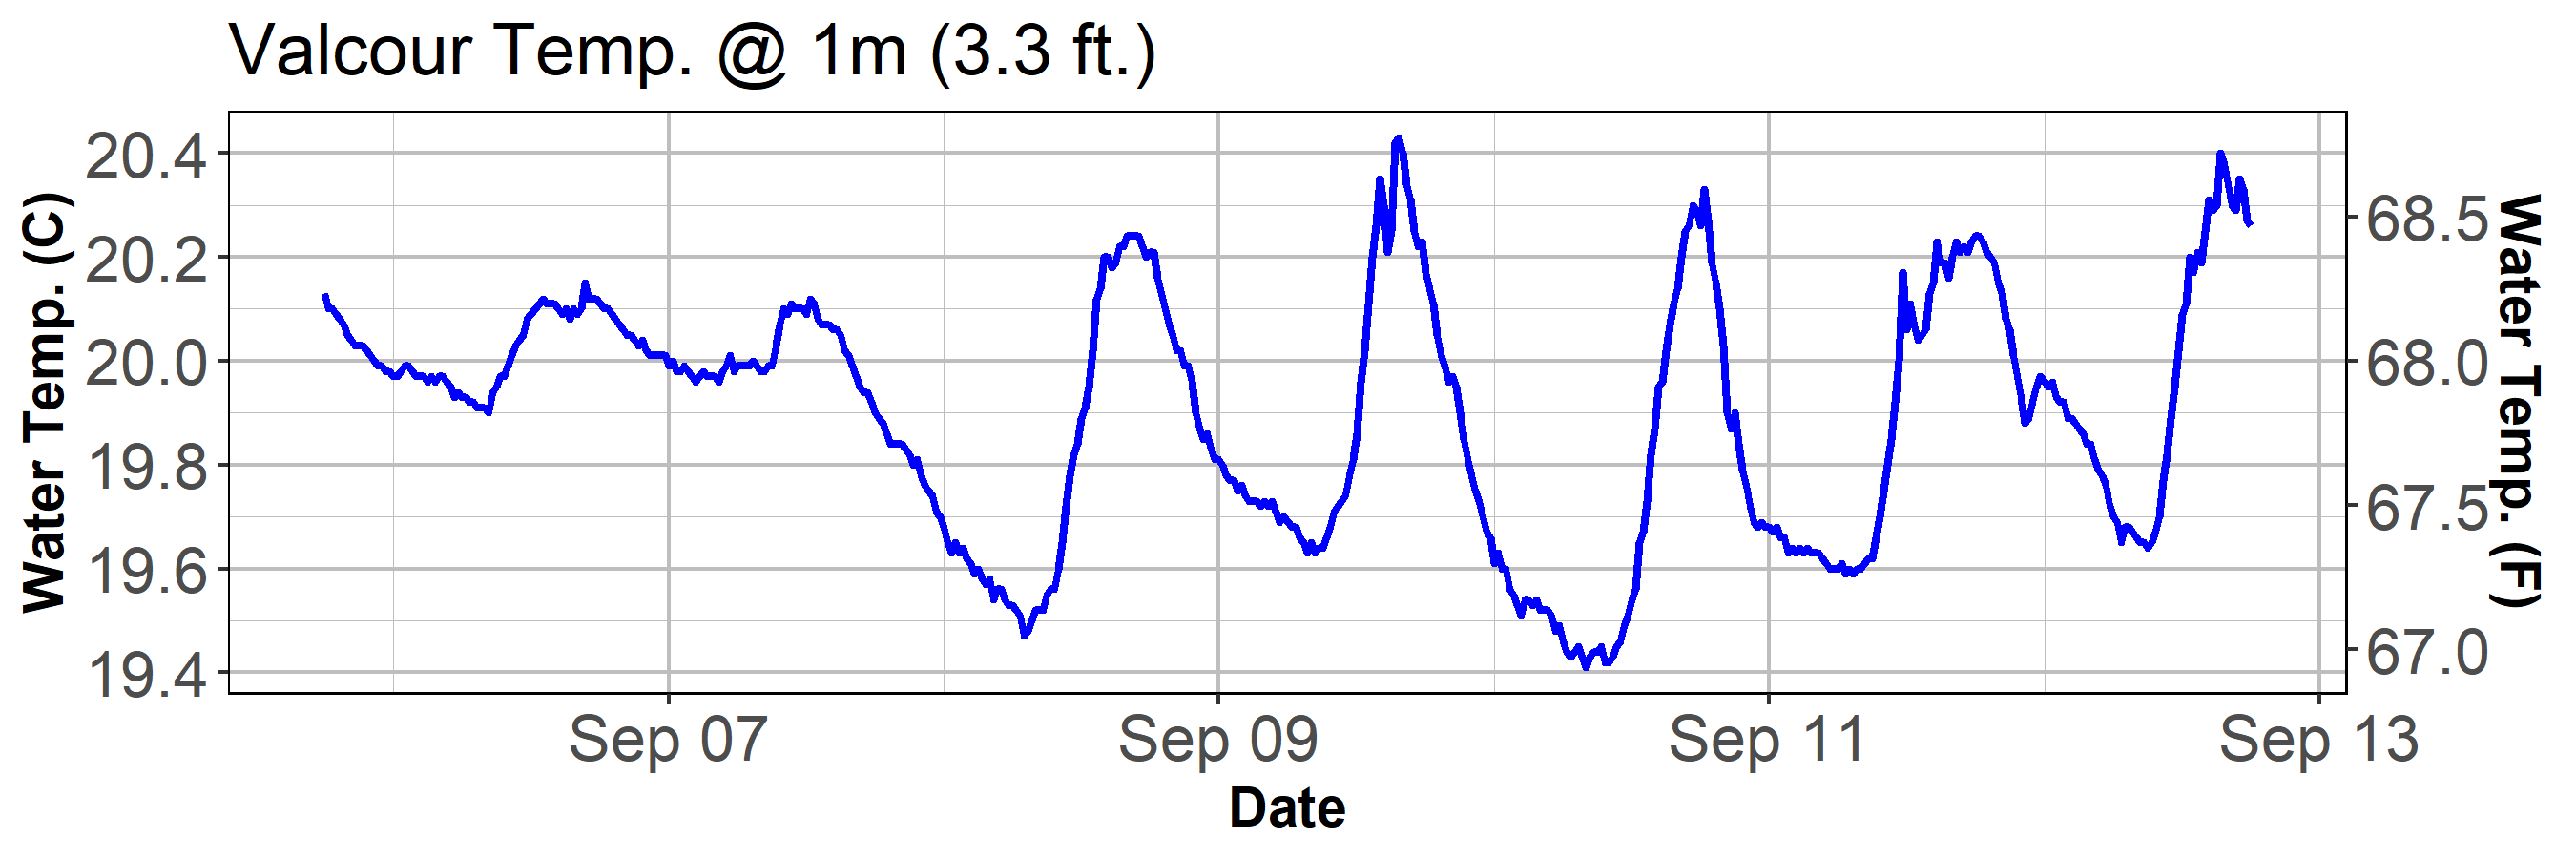 Valcour Temp. @ 1m (3.3 ft.)
Water Temp. (C)
20.4
20.2
20.0
19.8
19.6
19.4
68.5
68.0
67.5
67.0
Water Temp. (F)
Sep 07
Sep 09
Sep 11
Sep 13
Date